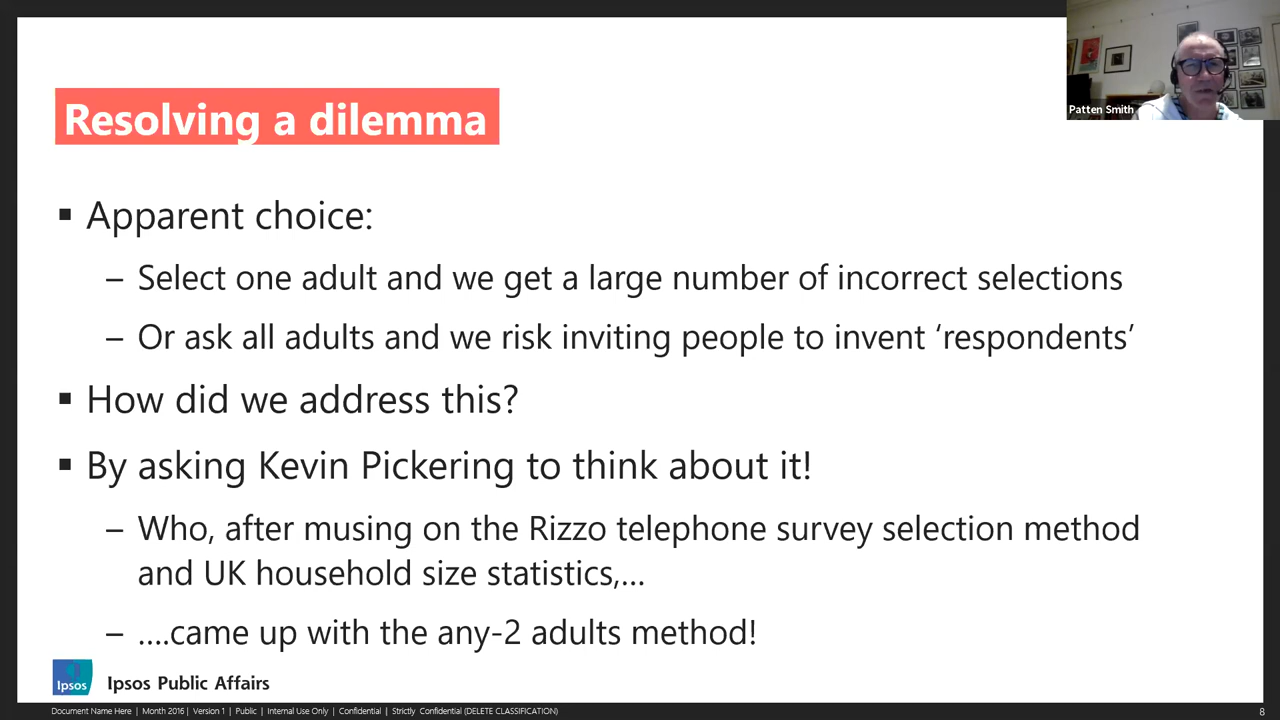 Patten Smith
Resolving a dilemma
▪ Apparent choice:
– Select one adult and we get a large number of incorrect selections
– Or ask all adults and we risk inviting people to invent ‘respondents’
▪ How did we address this?
▪ By asking Kevin Pickering to think about it!
– Who, after musing on the Rizzo telephone survey selection method
and UK household size statistics,...
– ....came up with the any-2 adults method!
Ipsos
Ipsos Public Affairs
Document Name Here | Month 2016 | Version 1 | Public | Internal Use Only | Confidential | Strictly Confidential (DELETE CLASSIFICATION)
8